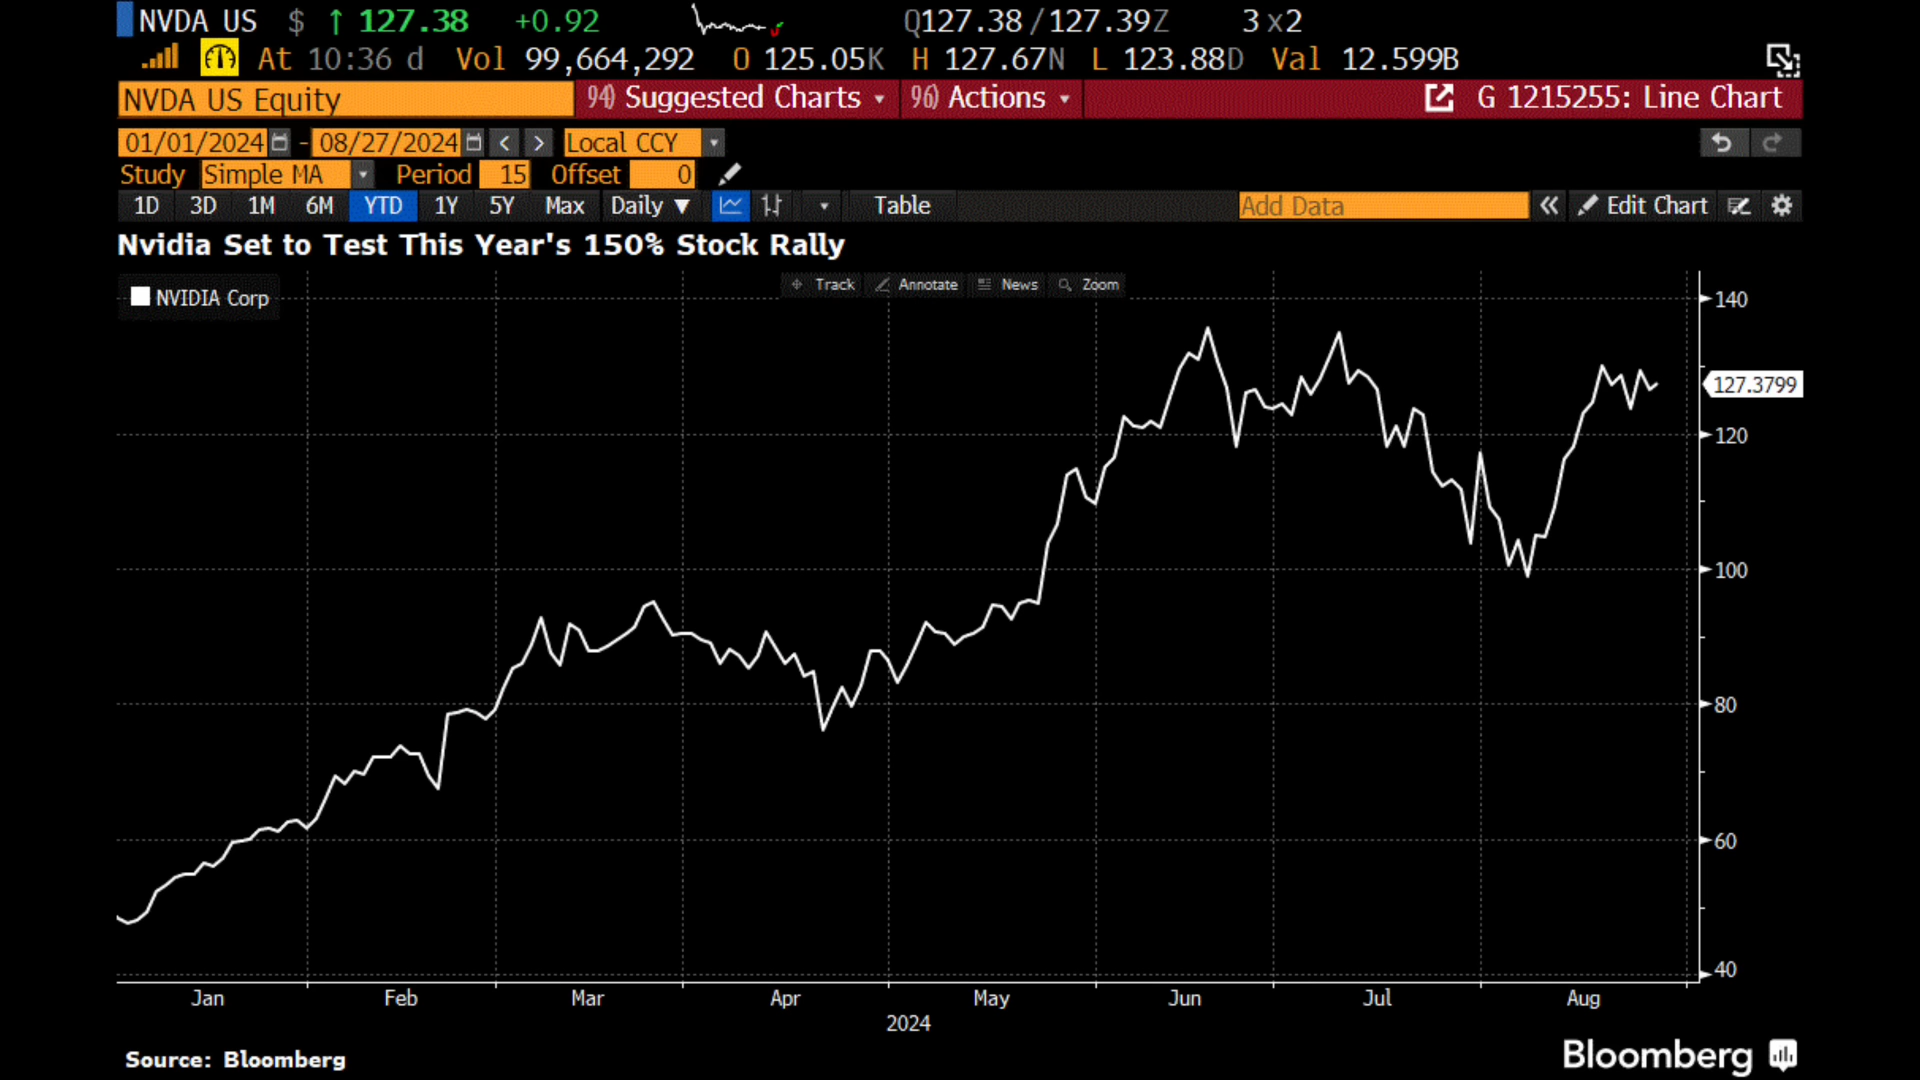 NVDA US $ ↑ 127.38 +0.92 Q127.38/127.39Z 3x2
At 10:36 d Vol 99,664,292 O 125.05K H 127.67N L 123.88D Val 12.599B
NVDA US Equity 94) Suggested Charts 96) Actions G 1215255: Line Chart
01/01/2024 - 08/27/2024 < > Local CCY
Study Simple MA Period 15 Offset 0
1D 3D 1M 6M YTD 1Y 5Y Max Daily ▼ Table Add Data « Edit Chart
Nvidia Set to Test This Year's 150% Stock Rally
Track Annotate News Zoom
NVIDIA Corp
140
127.3799
120
100
80
60
40
Jan Feb Mar Apr May Jun Jul Aug
2024
Source: Bloomberg
Bloomberg